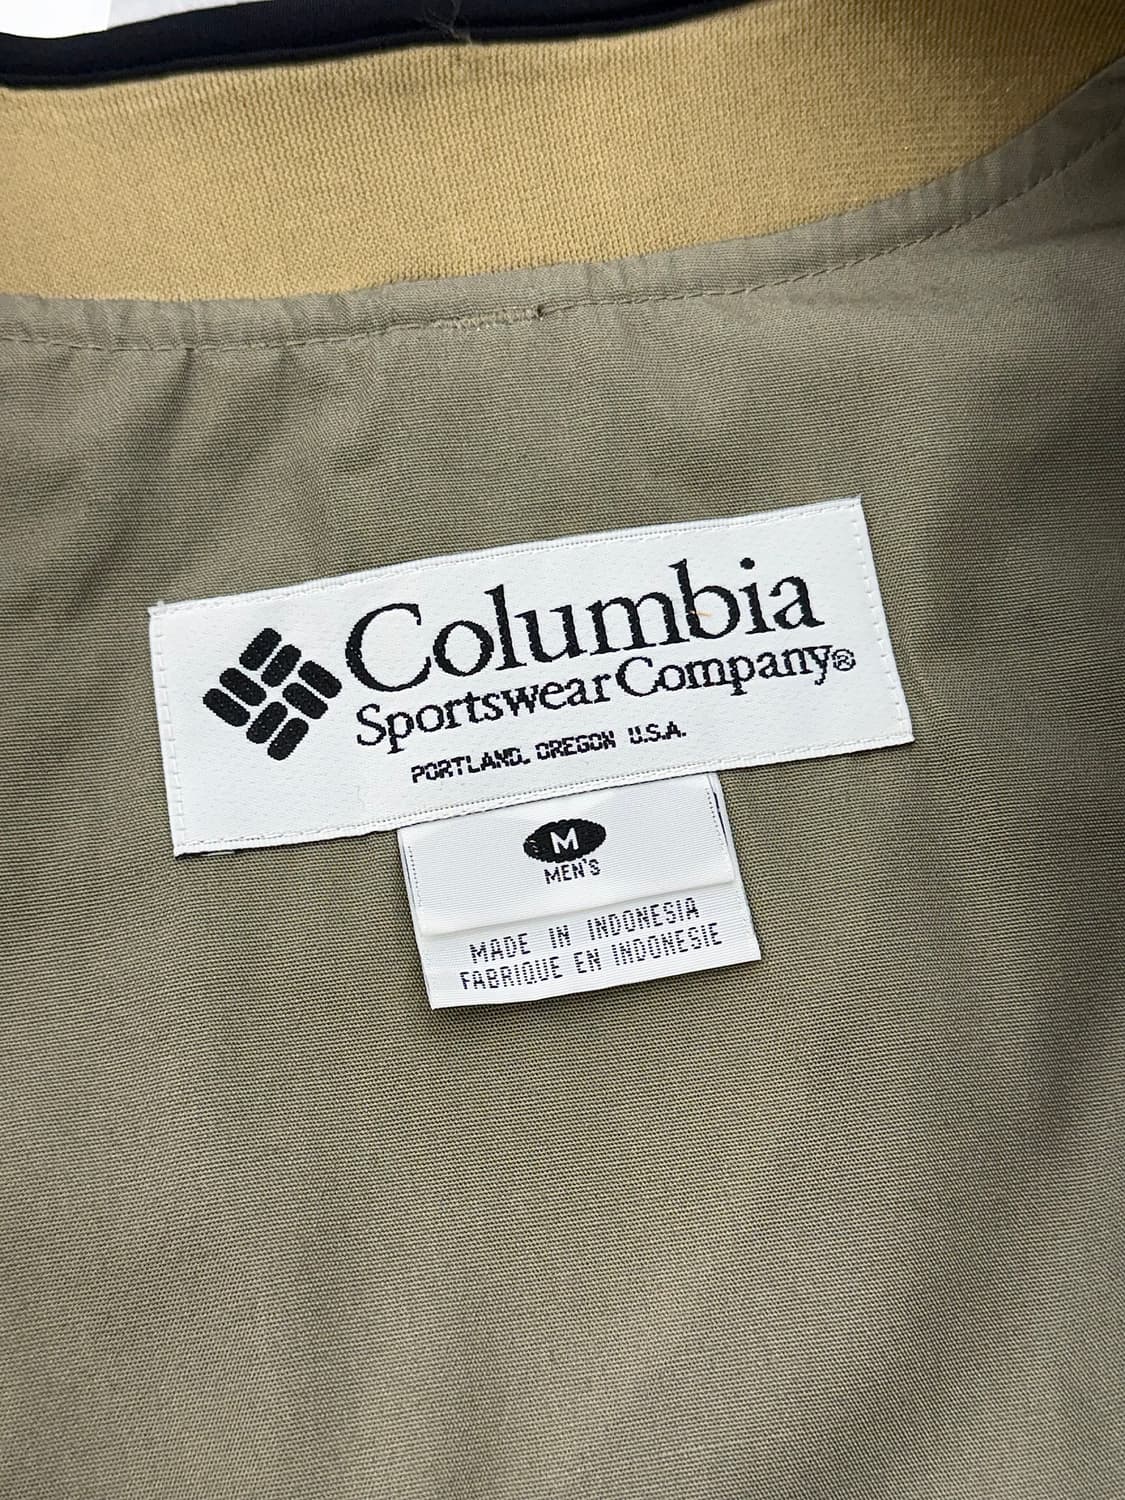 Columbia
Sportswear Company®
PORTLAND, OREGON U.S.A.
M
MEN'S
MADE IN INDONESIA
FABRIQUE EN INDONESIE